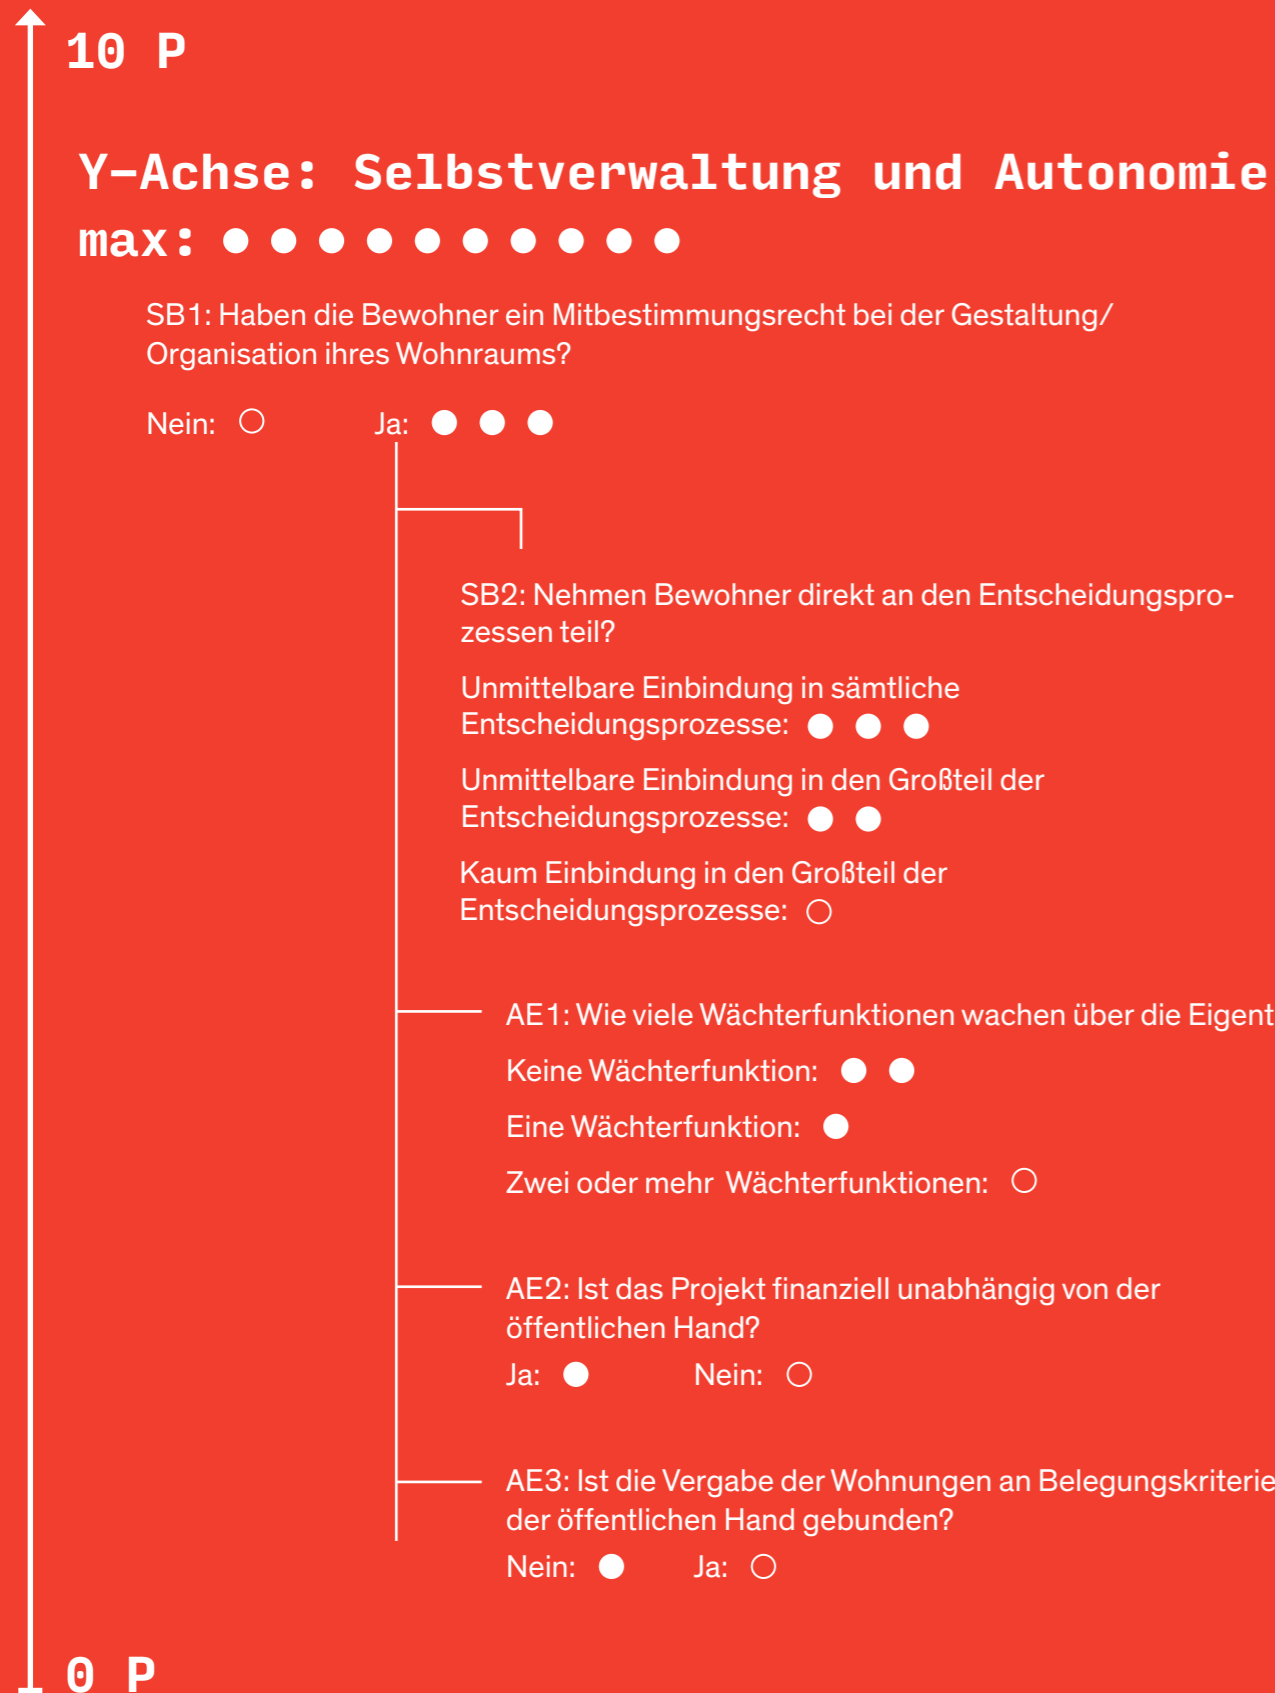 10 P
Y–Achse: Selbstverwaltung und Autonomie
max: ● ● ● ● ● ● ● ● ● ●
SB1: Haben die Bewohner ein Mitbestimmungsrecht bei der Gestaltung/
Organisation ihres Wohnraums?
Nein: ○ Ja: ● ● ●
SB2: Nehmen Bewohner direkt an den Entscheidungspro-
zessen teil?
Unmittelbare Einbindung in sämtliche
Entscheidungsprozesse: ● ● ●
Unmittelbare Einbindung in den Großteil der
Entscheidungsprozesse: ● ●
Kaum Einbindung in den Großteil der
Entscheidungsprozesse: ○
AE1: Wie viele Wächterfunktionen wachen über die Eigent
Keine Wächterfunktion: ● ●
Eine Wächterfunktion: ●
Zwei oder mehr Wächterfunktionen: ○
AE2: Ist das Projekt finanziell unabhängig von der
öffentlichen Hand?
Ja: ● Nein: ○
AE3: Ist die Vergabe der Wohnungen an Belegungskriterie
der öffentlichen Hand gebunden?
Nein: ● Ja: ○
0 P